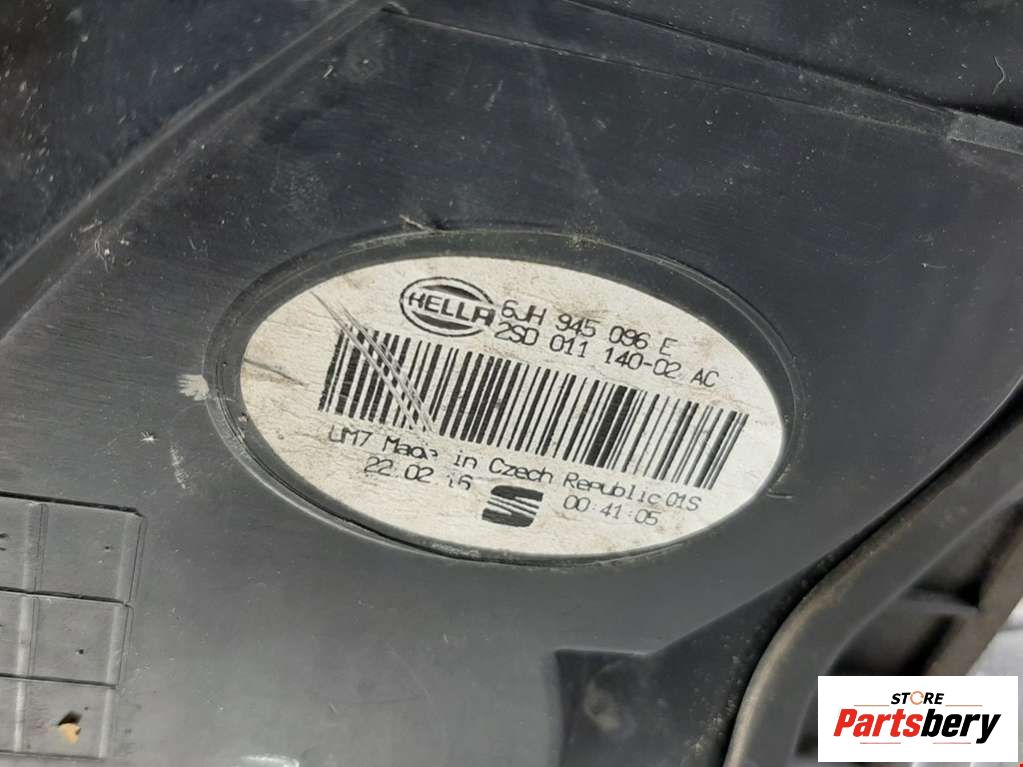 HELLA
6JH 945 096 E
2SD 011 140-02 AC
UM7 Made in Czech Republic 01S
22.02.16
00:41:05
STORE
Partsbery